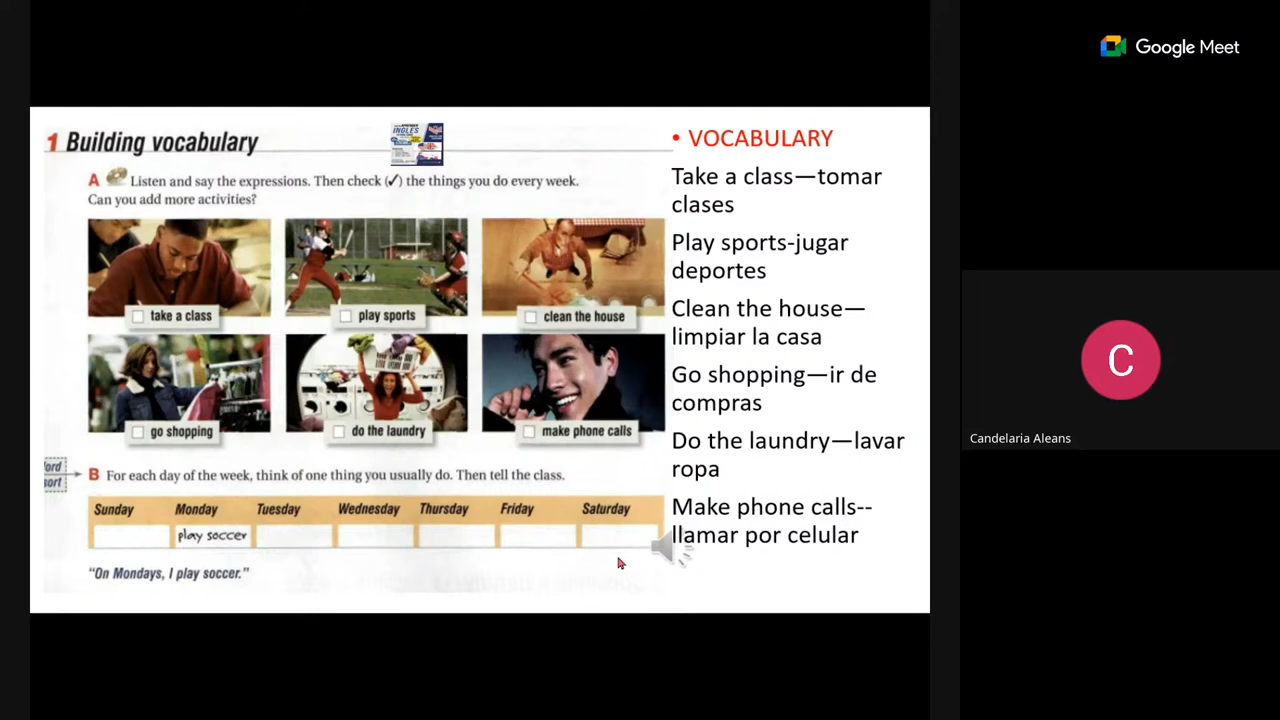 Google Meet
1 Building vocabulary
INGLES
A Listen and say the expressions. Then check (✓) the things you do every week.
Can you add more activities?
take a class
play sports
clean the house
go shopping
do the laundry
make phone calls
ord
sort
B For each day of the week, think of one thing you usually do. Then tell the class.
Sunday Monday Tuesday Wednesday Thursday Friday Saturday
play soccer
"On Mondays, I play soccer."
• VOCABULARY
Take a class—tomar
clases
Play sports-jugar
deportes
Clean the house—
limpiar la casa
Go shopping—ir de
compras
Do the laundry—lavar
ropa
Make phone calls--
llamar por celular
C
Candelaria Aleans